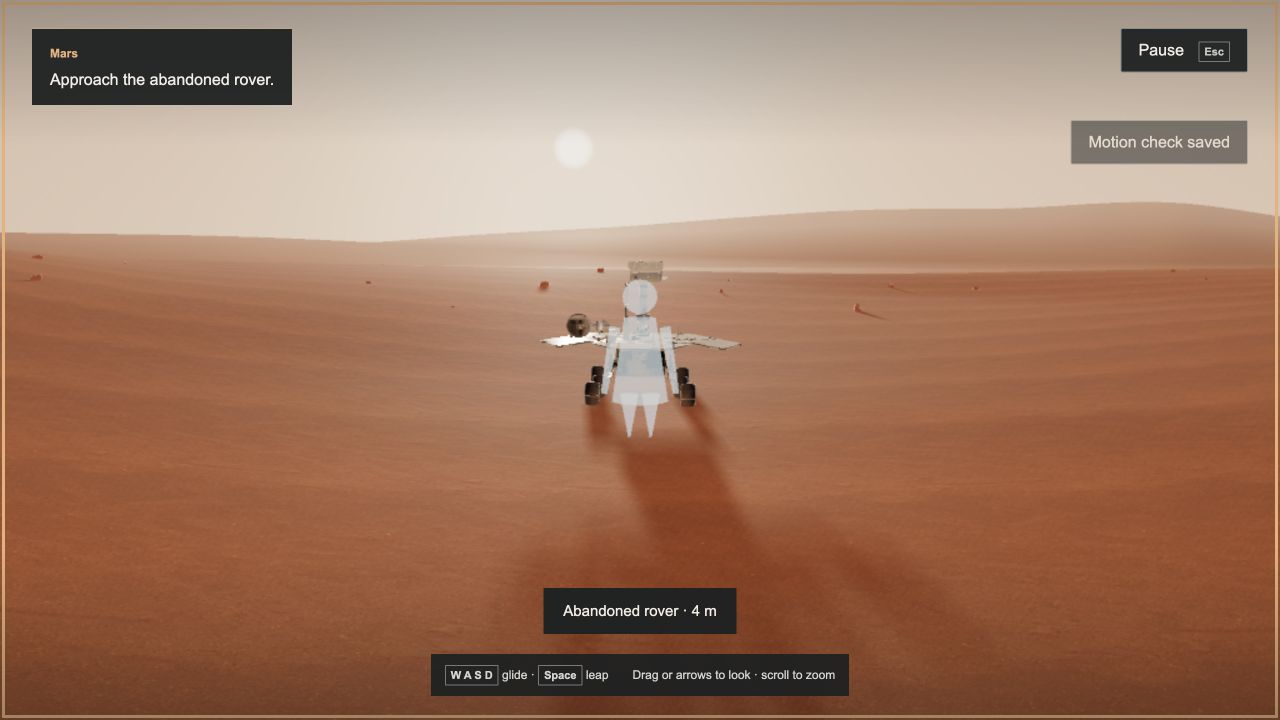 Mars
Approach the abandoned rover.
Pause Esc
Motion check saved
Abandoned rover · 4 m
W A S D glide · Space leap Drag or arrows to look · scroll to zoom